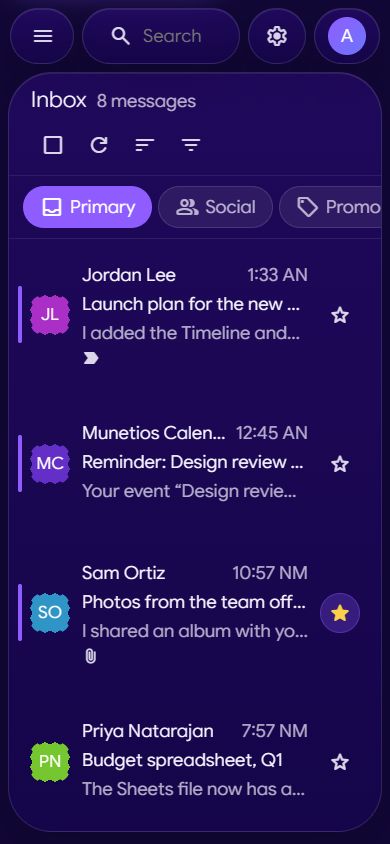 Search
A
Inbox 8 messages
Primary Social Promo
Jordan Lee 1:33 AM
JL
Launch plan for the new ...
I added the Timeline and...
Munetios Calen... 12:45 AM
MC
Reminder: Design review ...
Your event “Design revie...
Sam Ortiz 10:57 NM
SO
Photos from the team off...
I shared an album with yo...
Priya Natarajan 7:57 NM
PN
Budget spreadsheet, Q1
The Sheets file now has a...